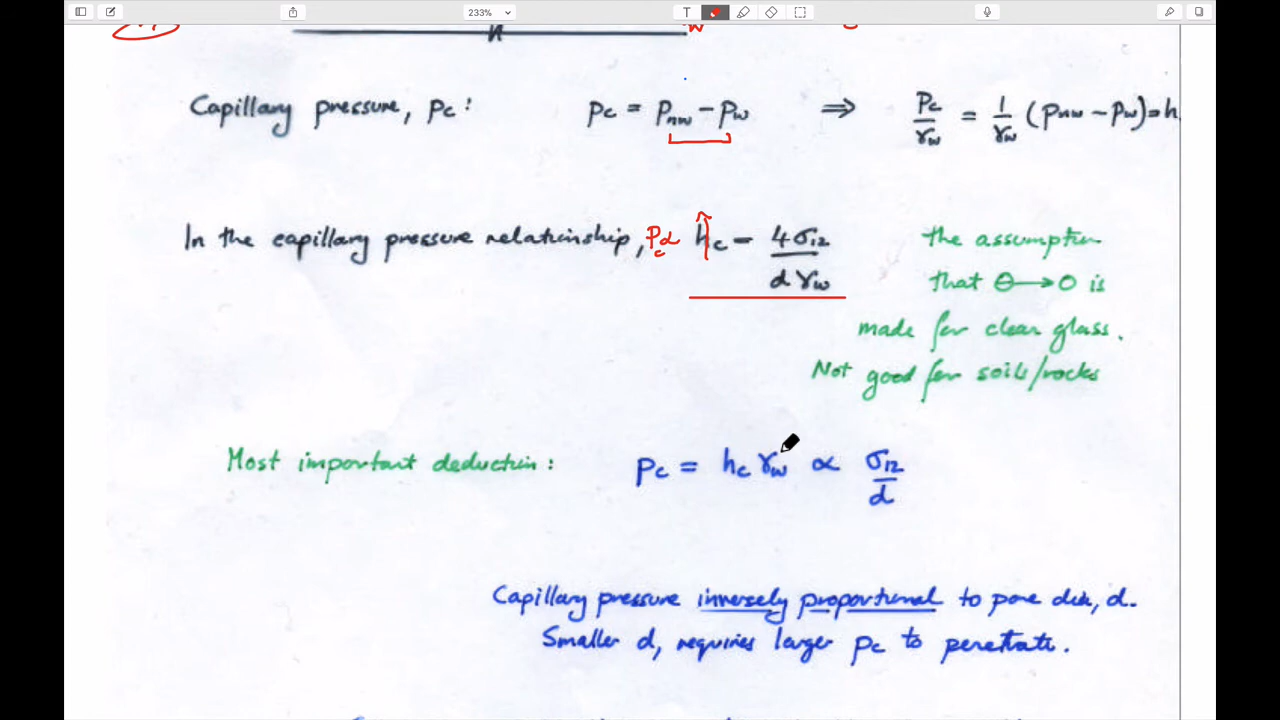 233%
T
Capillary pressure, pc : pc = pnw - pw ⇒ pc/γw = 1/γw (pnw - pw) = h
In the capillary pressure relationship, Pc α hc = 4σ12/dγw
the assumption
that θ → 0 is
made for clean glass.
Not good for soils/rocks
Most important deduction : pc = hc γw ∝ σ12/d
Capillary pressure inversely proportional to pore dia, d.
Smaller d, requires larger pc to penetrate.